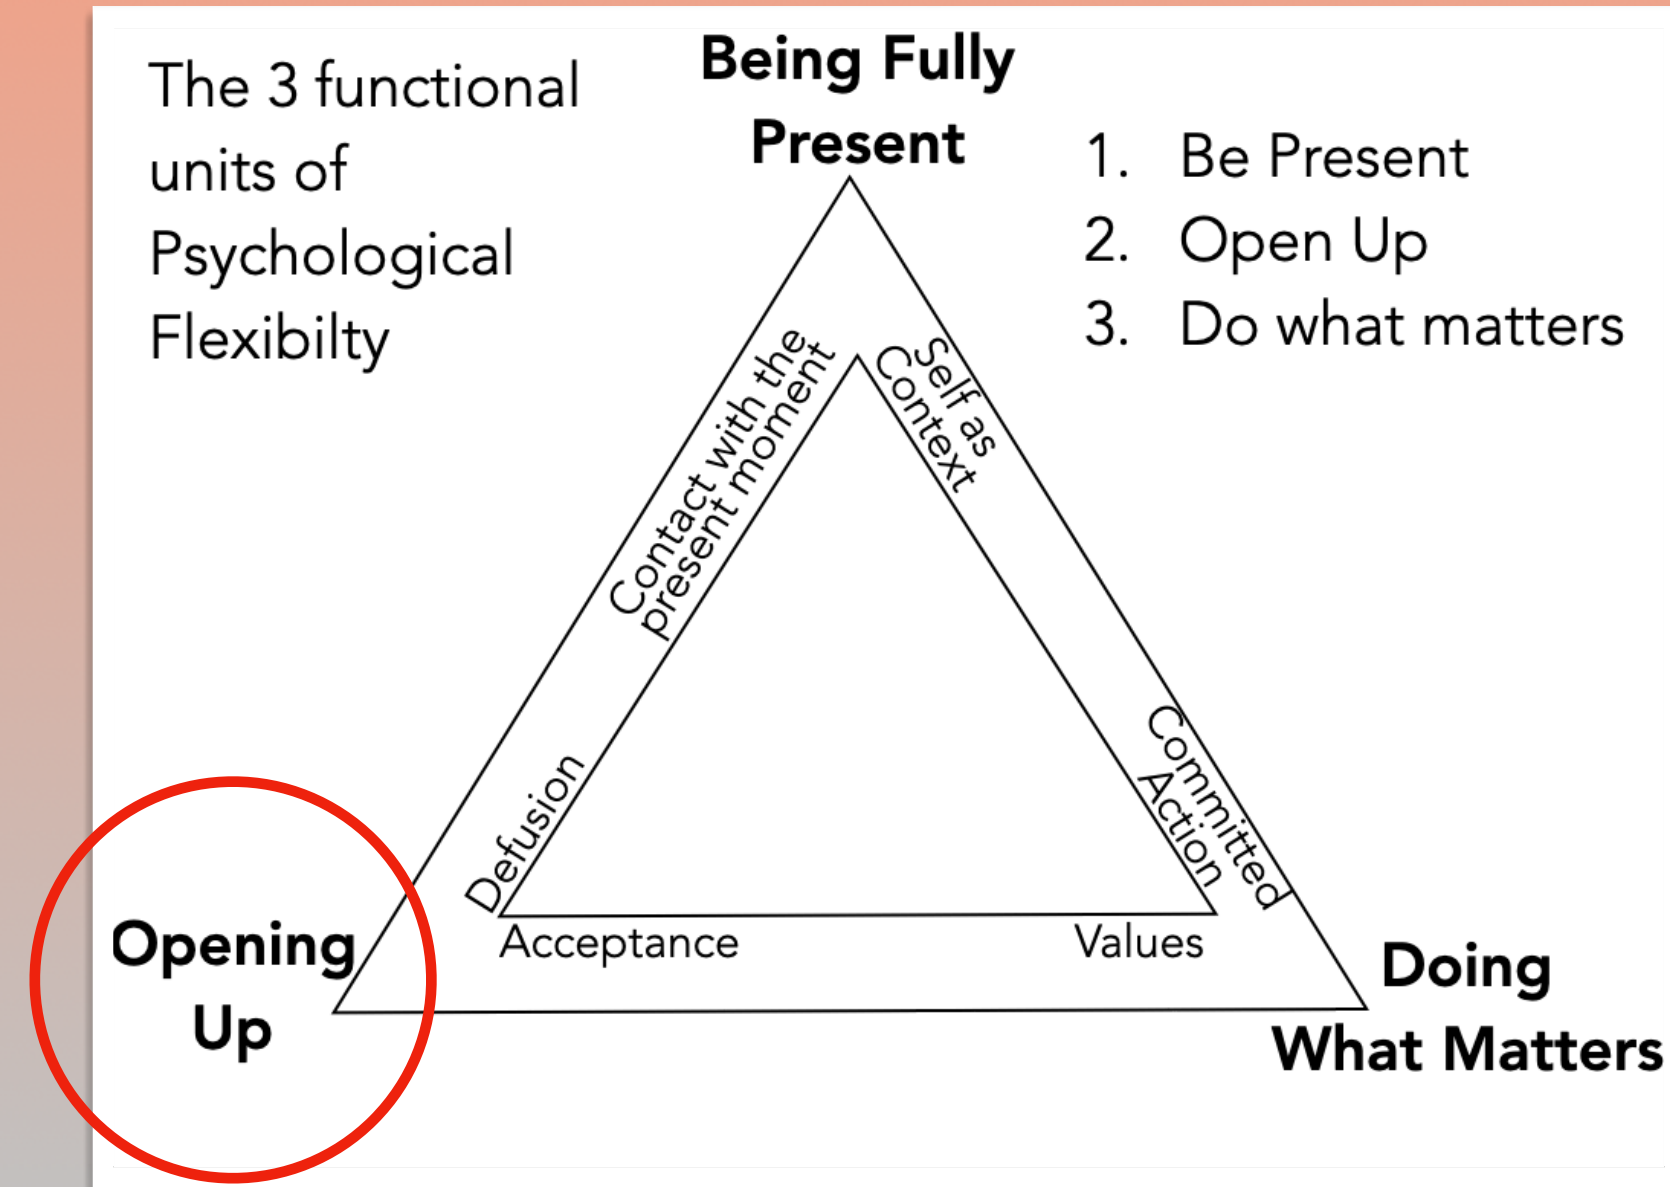 The 3 functional
units of
Psychological
Flexibilty
Being Fully
Present
1. Be Present
2. Open Up
3. Do what matters
Contact with the
present moment
Self as
Context
Defusion
Committed
Action
Acceptance
Values
Opening
Up
Doing
What Matters